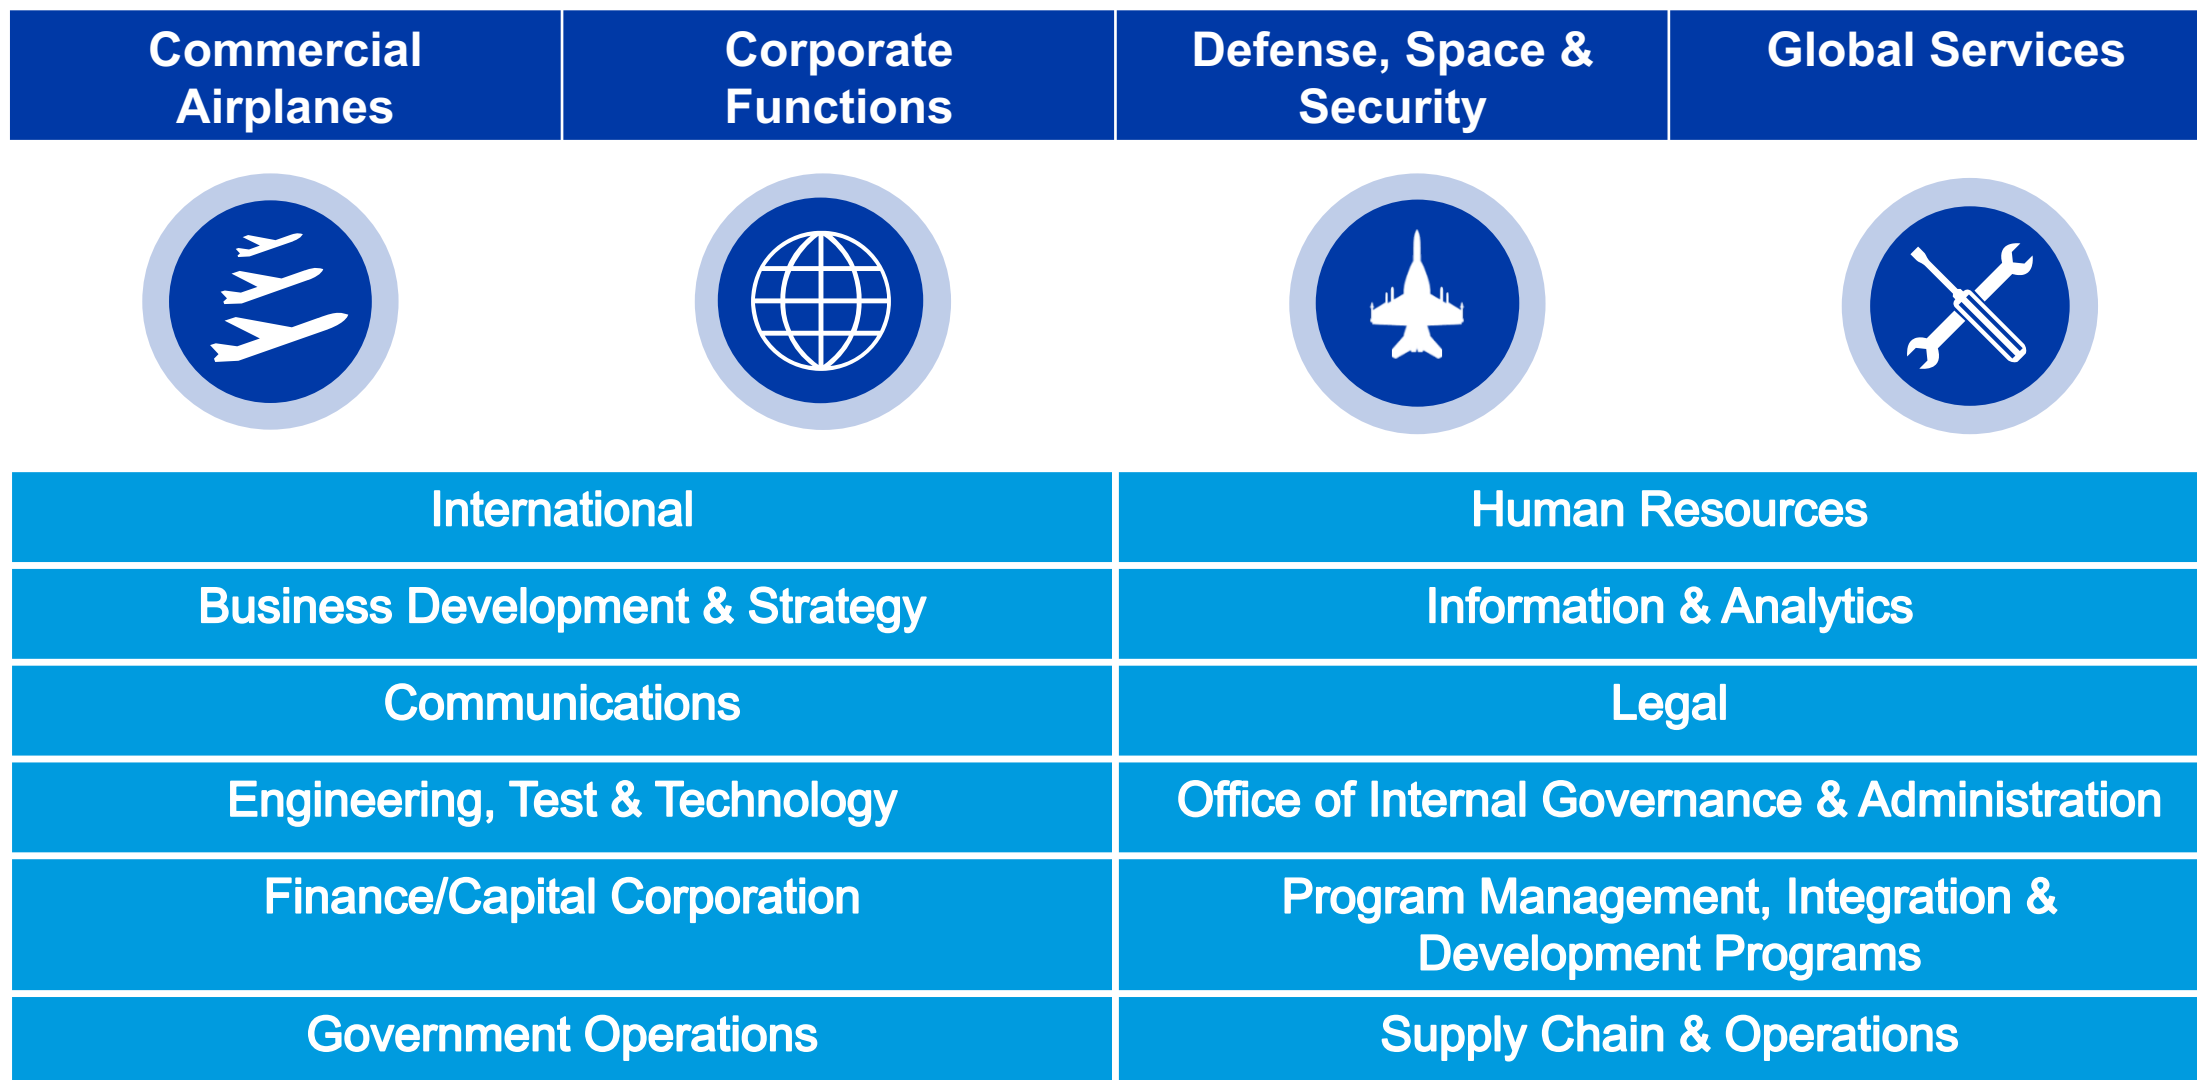 Commercial
Airplanes
Corporate
Functions
Defense, Space &
Security
Global Services
International
Human Resources
Business Development & Strategy
Information & Analytics
Communications
Legal
Engineering, Test & Technology
Office of Internal Governance & Administration
Finance/Capital Corporation
Program Management, Integration &
Development Programs
Government Operations
Supply Chain & Operations